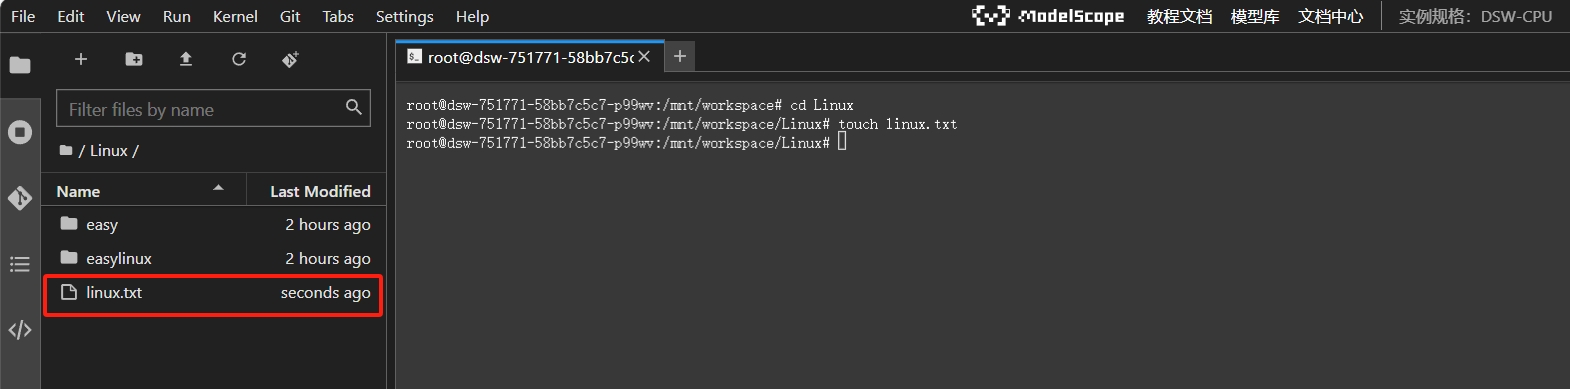 File Edit View Run Kernel Git Tabs Settings Help ModelScope 教程文档 模型库 文档中心 实例规格：DSW-CPU
root@dsw-751771-58bb7c5c
Filter files by name
/ Linux /
Name Last Modified
easy 2 hours ago
easylinux 2 hours ago
linux.txt seconds ago
root@dsw-751771-58bb7c5c7-p99wv:/mnt/workspace# cd Linux
root@dsw-751771-58bb7c5c7-p99wv:/mnt/workspace/Linux# touch linux.txt
root@dsw-751771-58bb7c5c7-p99wv:/mnt/workspace/Linux#